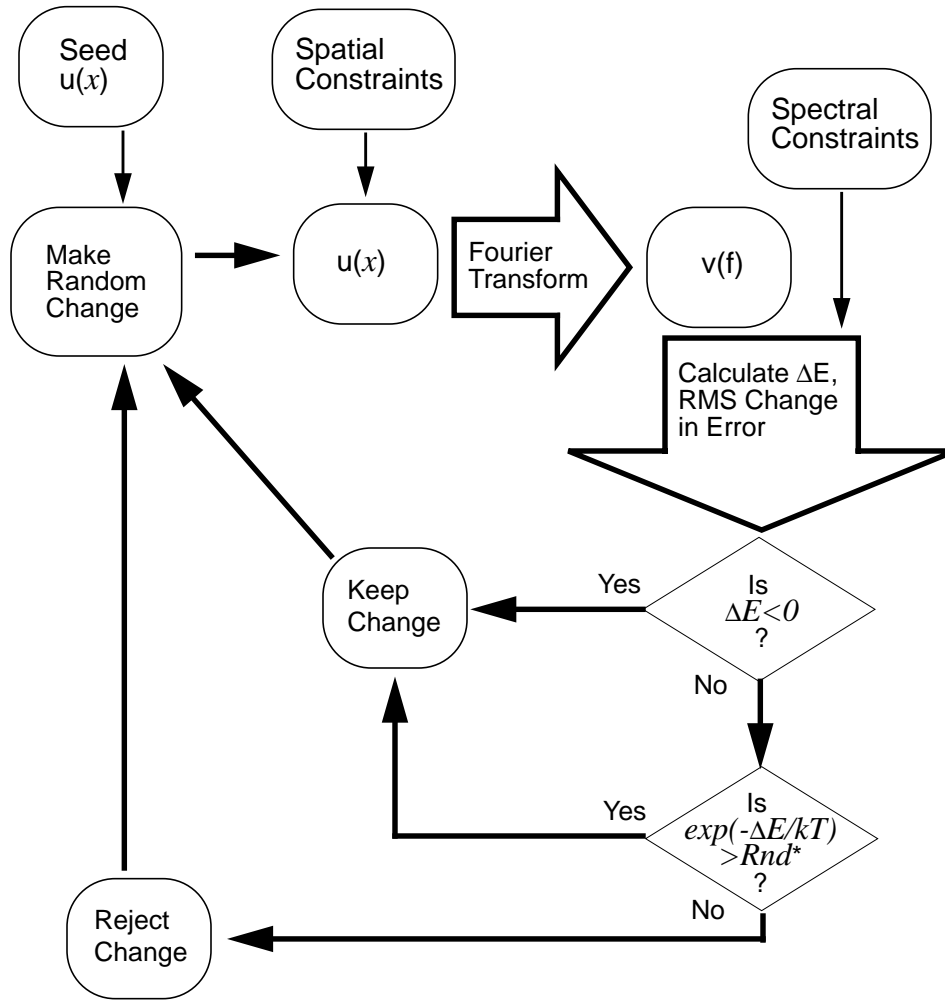 Seed
u(x)
Spatial
Constraints
Spectral
Constraints
Make
Random
Change
u(x)
Fourier
Transform
v(f)
Calculate ΔE,
RMS Change
in Error
Is
ΔE<0
?
Yes
No
Keep
Change
Is
exp(-ΔE/kT)
>Rnd*
?
Yes
No
Reject
Change